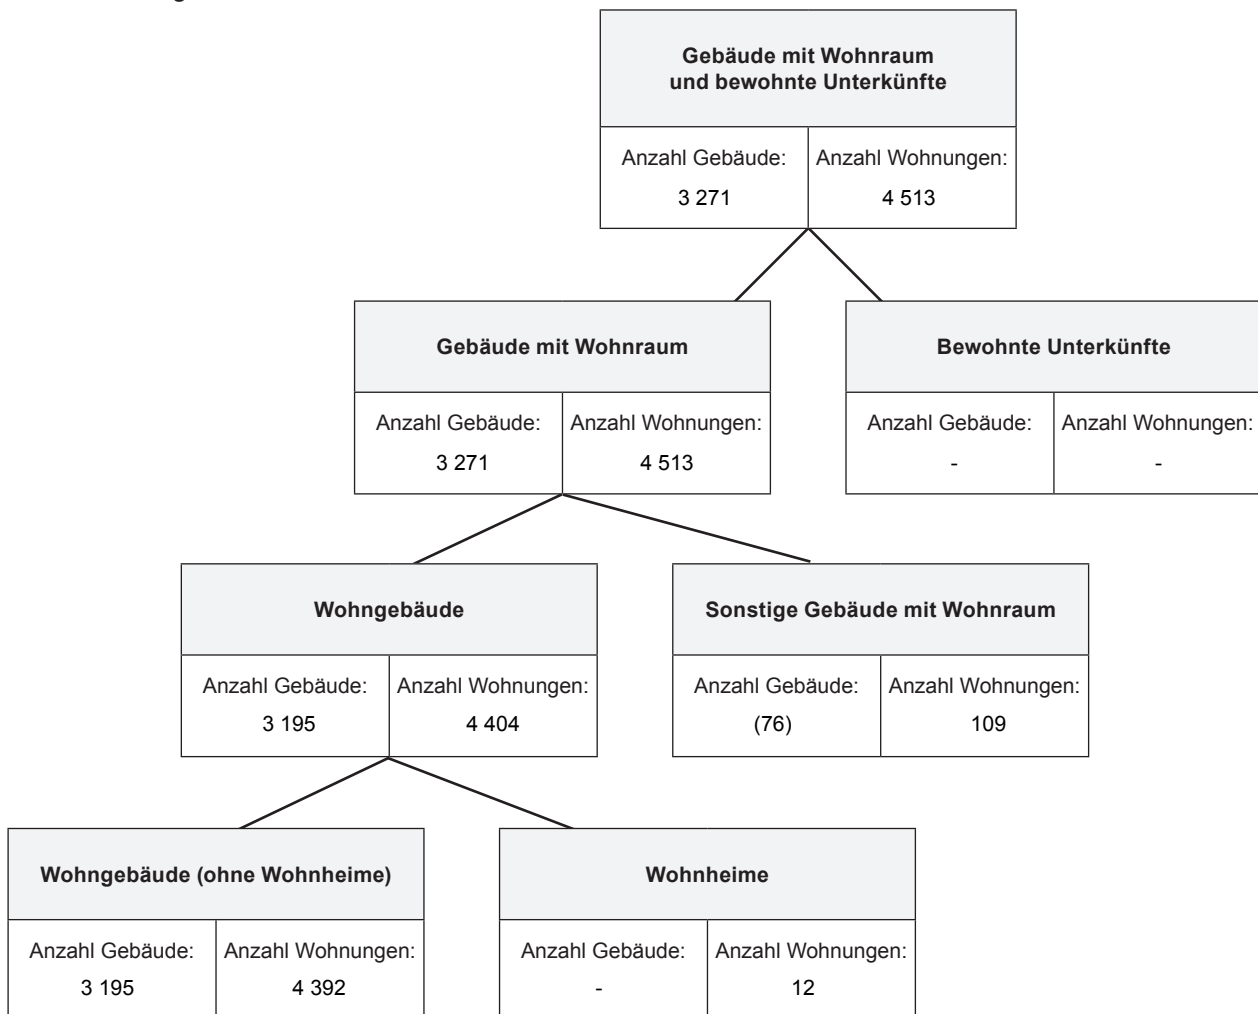 Gebäude mit Wohnraum
und bewohnte Unterkünfte
Anzahl Gebäude: Anzahl Wohnungen:
3 271 4 513
Gebäude mit Wohnraum
Anzahl Gebäude: Anzahl Wohnungen:
3 271 4 513
Bewohnte Unterkünfte
Anzahl Gebäude: Anzahl Wohnungen:
- -
Wohngebäude
Anzahl Gebäude: Anzahl Wohnungen:
3 195 4 404
Sonstige Gebäude mit Wohnraum
Anzahl Gebäude: Anzahl Wohnungen:
(76) 109
Wohngebäude (ohne Wohnheime)
Anzahl Gebäude: Anzahl Wohnungen:
3 195 4 392
Wohnheime
Anzahl Gebäude: Anzahl Wohnungen:
- 12